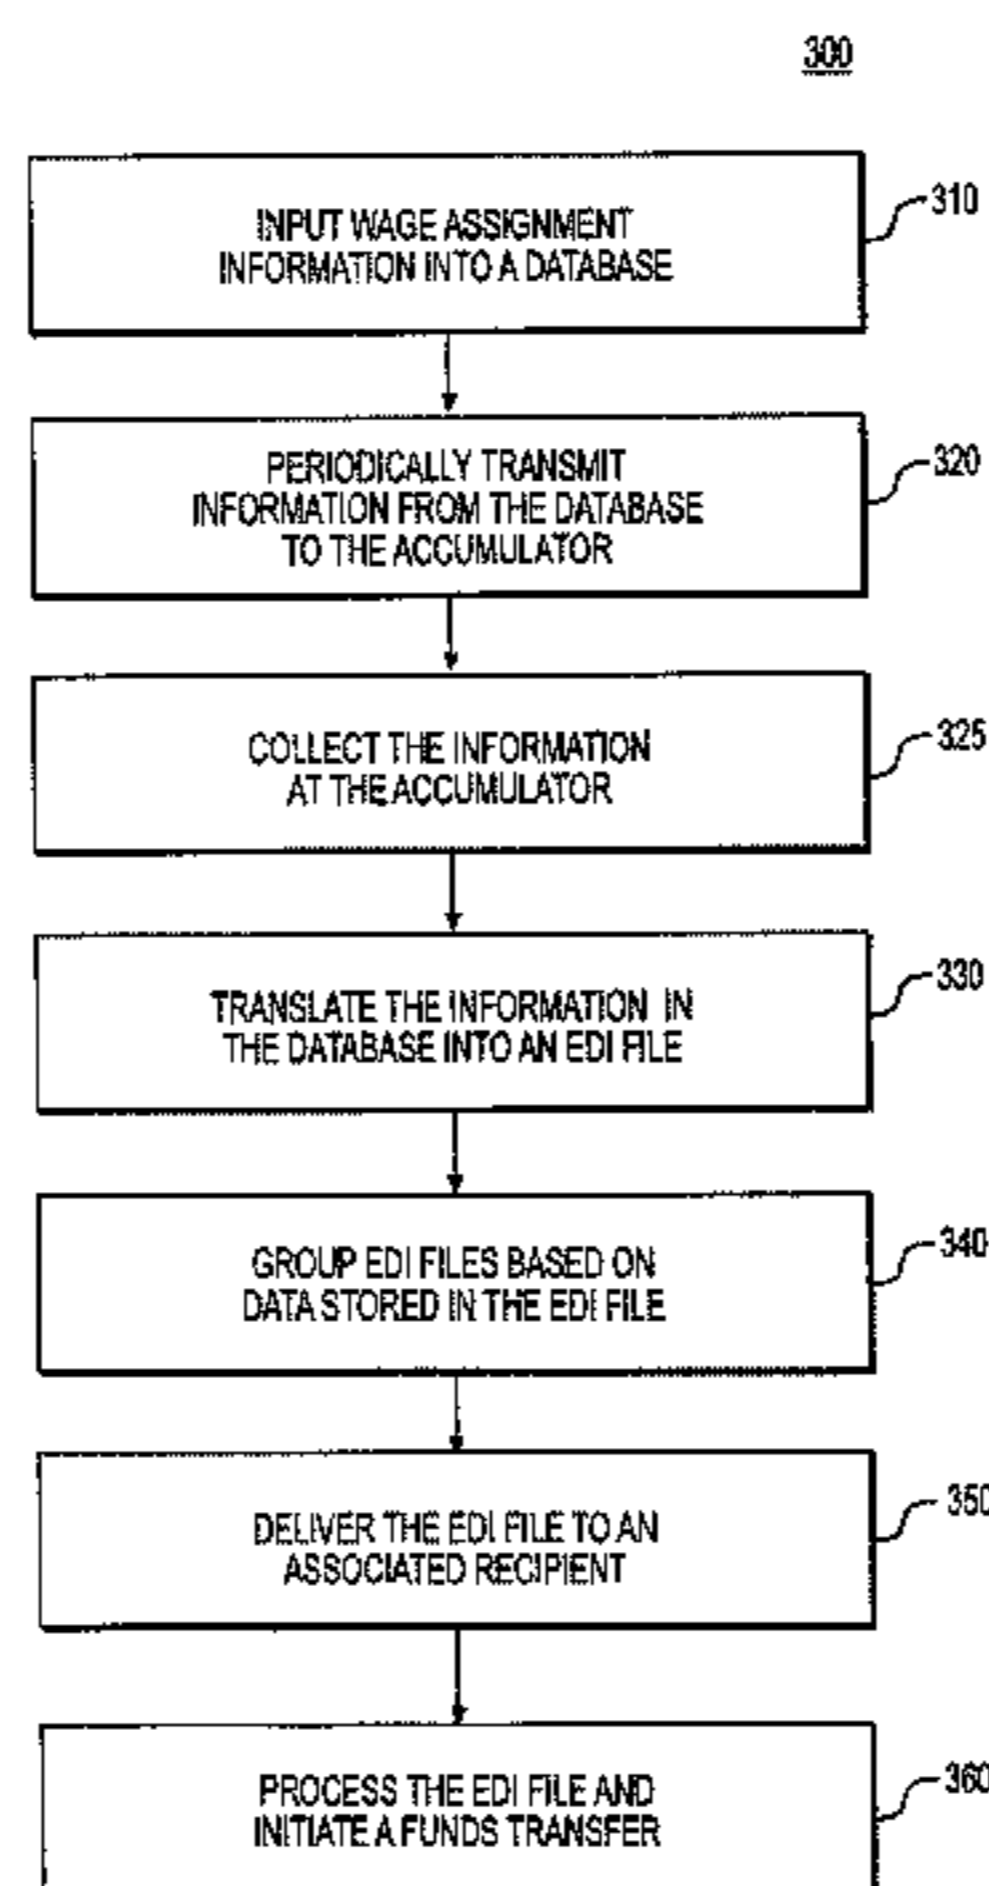 300
INPUT WAGE ASSIGNMENT
INFORMATION INTO A DATABASE
310
PERIODICALLY TRANSMIT
INFORMATION FROM THE DATABASE
TO THE ACCUMULATOR
320
COLLECT THE INFORMATION
AT THE ACCUMULATOR
325
TRANSLATE THE INFORMATION IN
THE DATABASE INTO AN EDI FILE
330
GROUP EDI FILES BASED ON
DATA STORED IN THE EDI FILE
340
DELIVER THE EDI FILE TO AN
ASSOCIATED RECIPIENT
350
PROCESS THE EDI FILE AND
INITIATE A FUNDS TRANSFER
360